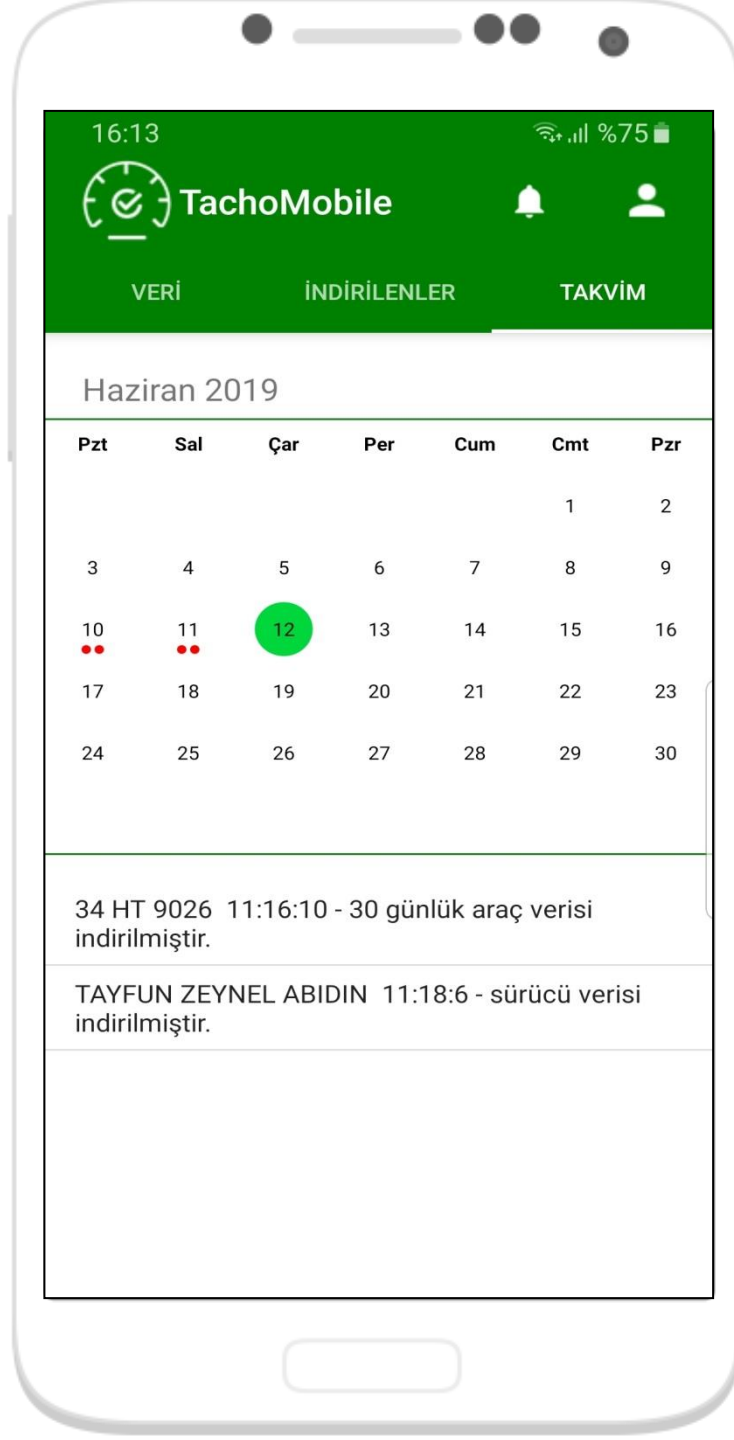 16:13 %75
TachoMobile
VERİ İNDİRİLENLER TAKVİM
Haziran 2019
Pzt Sal Çar Per Cum Cmt Pzr
1 2
3 4 5 6 7 8 9
10 11 12 13 14 15 16
17 18 19 20 21 22 23
24 25 26 27 28 29 30
34 HT 9026 11:16:10 - 30 günlük araç verisi
indirilmiştir.
TAYFUN ZEYNEL ABIDIN 11:18:6 - sürücü verisi
indirilmiştir.